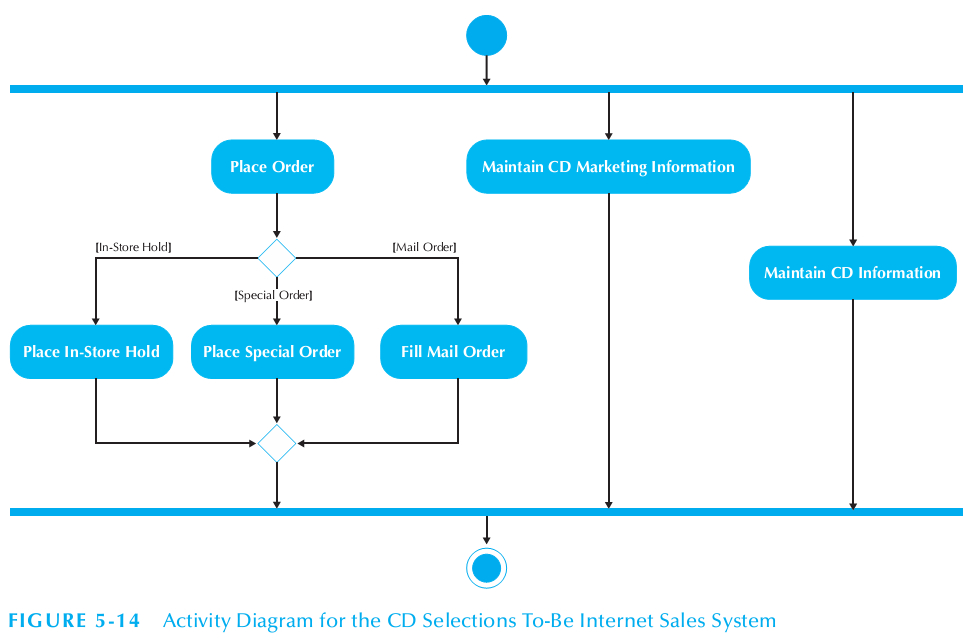 Place Order
Maintain CD Marketing Information
[In-Store Hold]
[Mail Order]
[Special Order]
Maintain CD Information
Place In-Store Hold
Place Special Order
Fill Mail Order
FIGURE 5-14 Activity Diagram for the CD Selections To-Be Internet Sales System